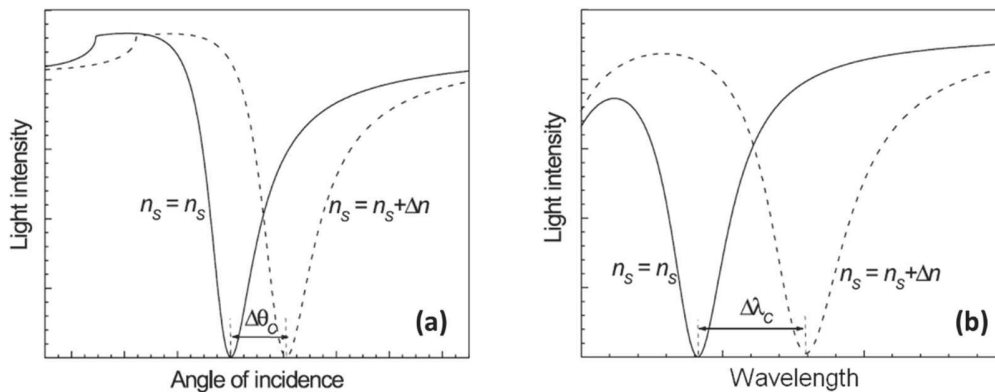 Light intensity
n_s = n_s
n_s = n_s+Δn
Δθ_c
(a)
Angle of incidence
Light intensity
n_s = n_s
n_s = n_s+Δn
Δλ_c
(b)
Wavelength